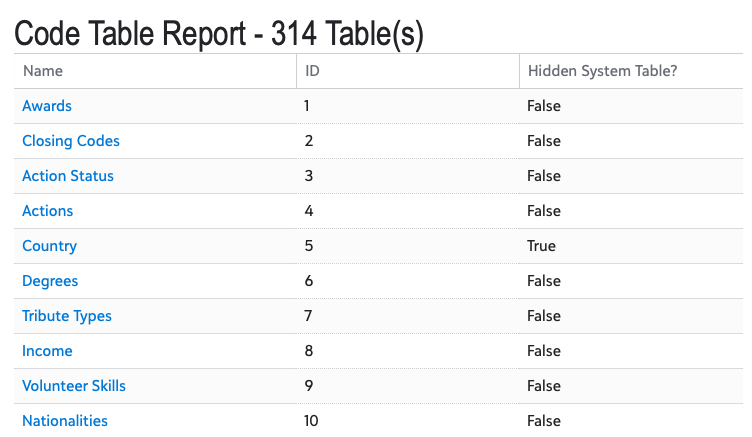 Code Table Report - 314 Table(s)
Name ID Hidden System Table?
Awards 1 False
Closing Codes 2 False
Action Status 3 False
Actions 4 False
Country 5 True
Degrees 6 False
Tribute Types 7 False
Income 8 False
Volunteer Skills 9 False
Nationalities 10 False